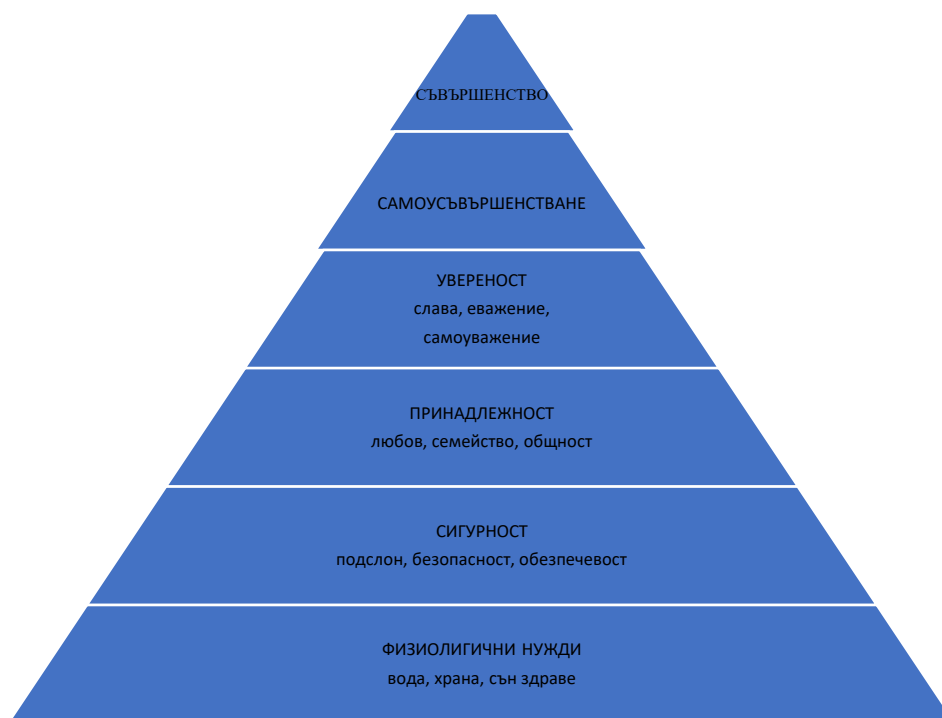 СЪВЪРШЕНСТВО
САМОУСЪВЪРШЕНСТВАНЕ
УВЕРЕНОСТ
слава, еважение,
самоуважение
ПРИНАДЛЕЖНОСТ
любов, семейство, общност
СИГУРНОСТ
подслон, безопасност, обезпечевост
ФИЗИОЛИГИЧНИ НУЖДИ
вода, храна, сън здраве